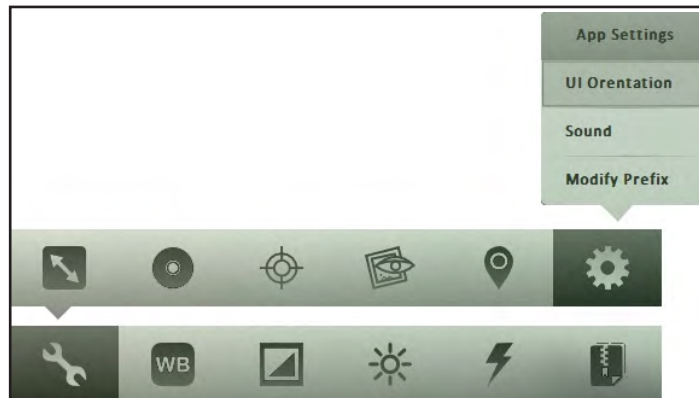 App Settings
UI Orentation
Sound
Modify Prefix
WB